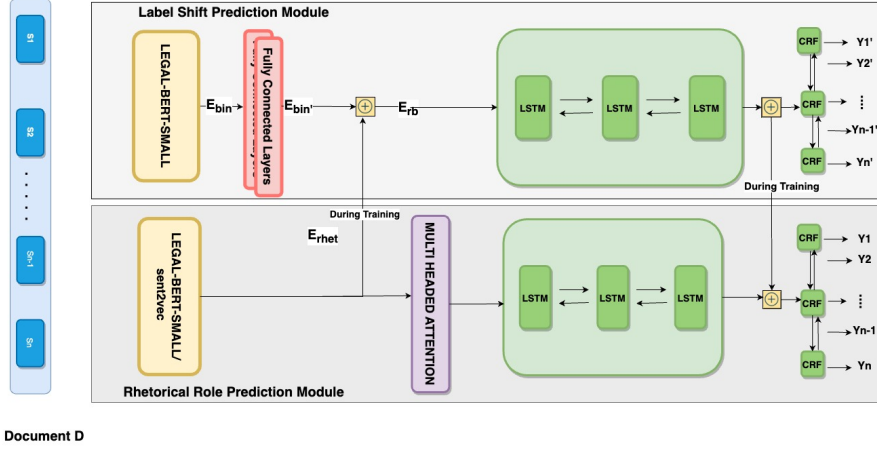 Label Shift Prediction Module
S1
S2
Sn-1
Sn
Document D
LEGAL-BERT-SMALL
Ebin
Fully Connected Layers
Fully Connected Layers
Ebin'
Erb
LSTM
LSTM
LSTM
CRF
CRF
CRF
Y1'
Y2'
Yn-1'
Yn'
During Training
During Training
Erhet
LEGAL-BERT-SMALL/
sent2vec
MULTI HEADED ATTENTION
LSTM
LSTM
LSTM
CRF
CRF
CRF
Y1
Y2
Yn-1
Yn
Rhetorical Role Prediction Module